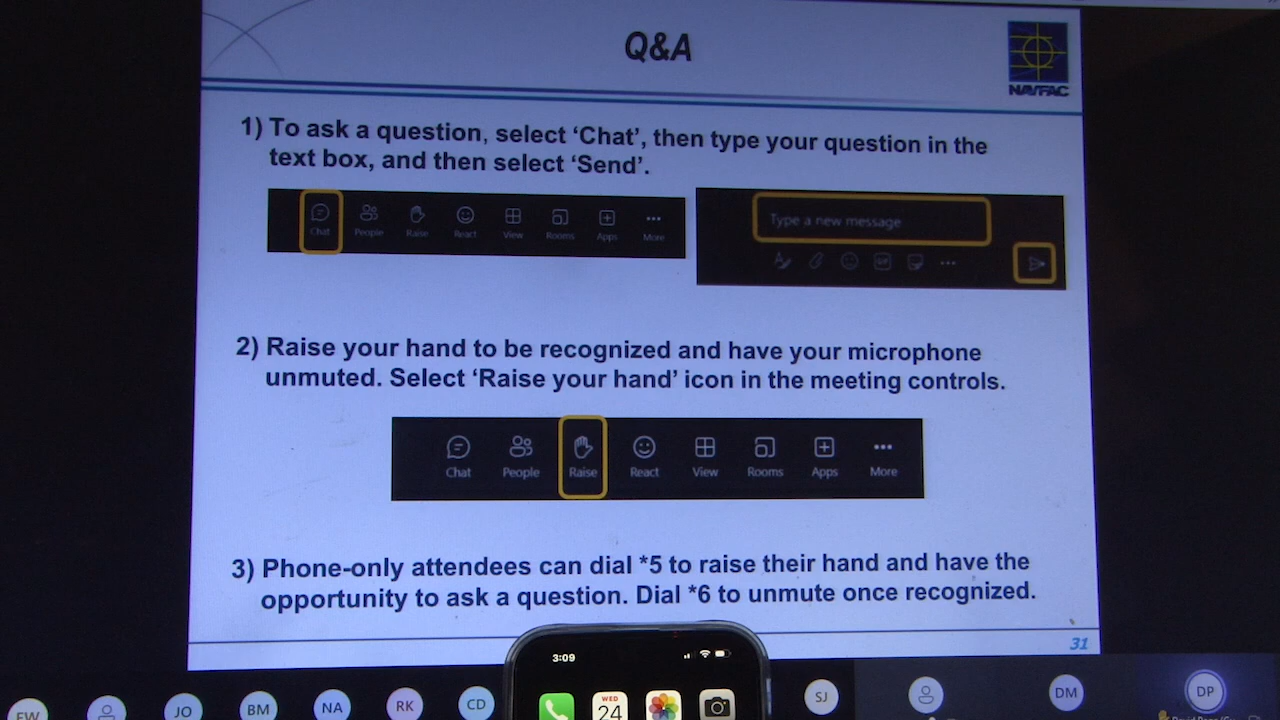 Q&A
NAVFAC
1) To ask a question, select ‘Chat’, then type your question in the
text box, and then select ‘Send’.
Chat People Raise React View Rooms Apps More
Type a new message
2) Raise your hand to be recognized and have your microphone
unmuted. Select ‘Raise your hand’ icon in the meeting controls.
Chat People Raise React View Rooms Apps More
3) Phone-only attendees can dial *5 to raise their hand and have the
opportunity to ask a question. Dial *6 to unmute once recognized.
31
3:09
WED
24
JO BM NA RK CD SJ DM DP